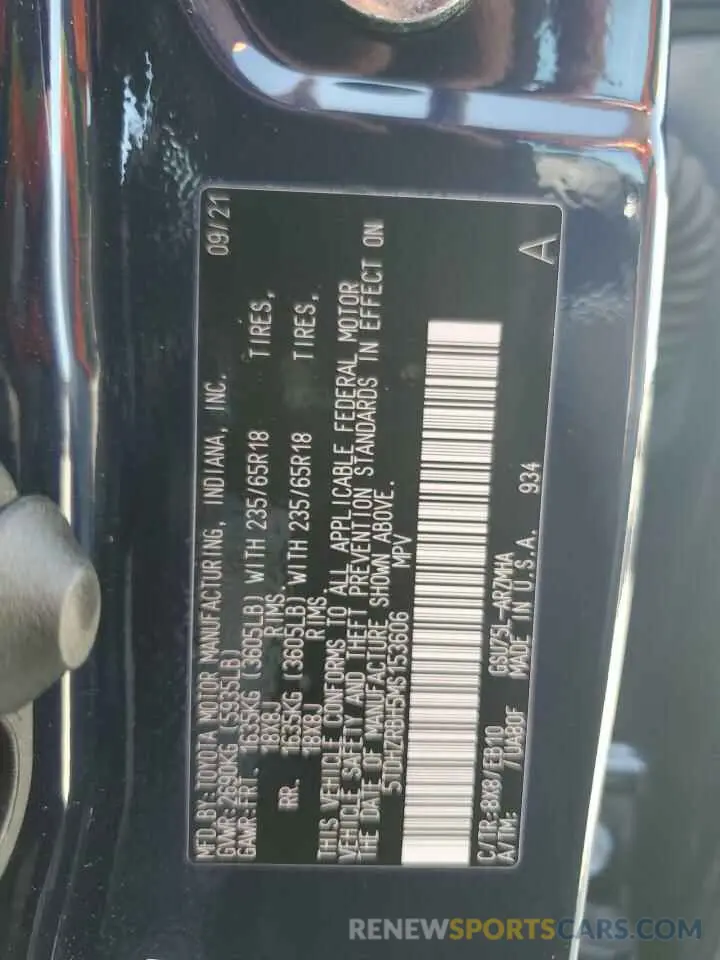 MFD.BY:TOYOTA MOTOR MANUFACTURING, INDIANA, INC. 09/21
GVWR:2690KG (5935LB)
GAWR:FRT. 1635KG (3605LB) WITH 235/65R18 TIRES,
18X8J RIMS.
RR. 1635KG (3605LB) WITH 235/65R18 TIRES,
18X8J RIMS.
THIS VEHICLE CONFORMS TO ALL APPLICABLE FEDERAL MOTOR
VEHICLE SAFETY AND THEFT PREVENTION STANDARDS IN EFFECT ON
THE DATE OF MANUFACTURE SHOWN ABOVE.
5TDHZRBH5MS153606 MPV
C/TR:8X8/EB10 GSU75L-ARZMHA
A/TM: /UA80F MADE IN U.S.A. 934 A
RENEWSPORTSCARS.COM